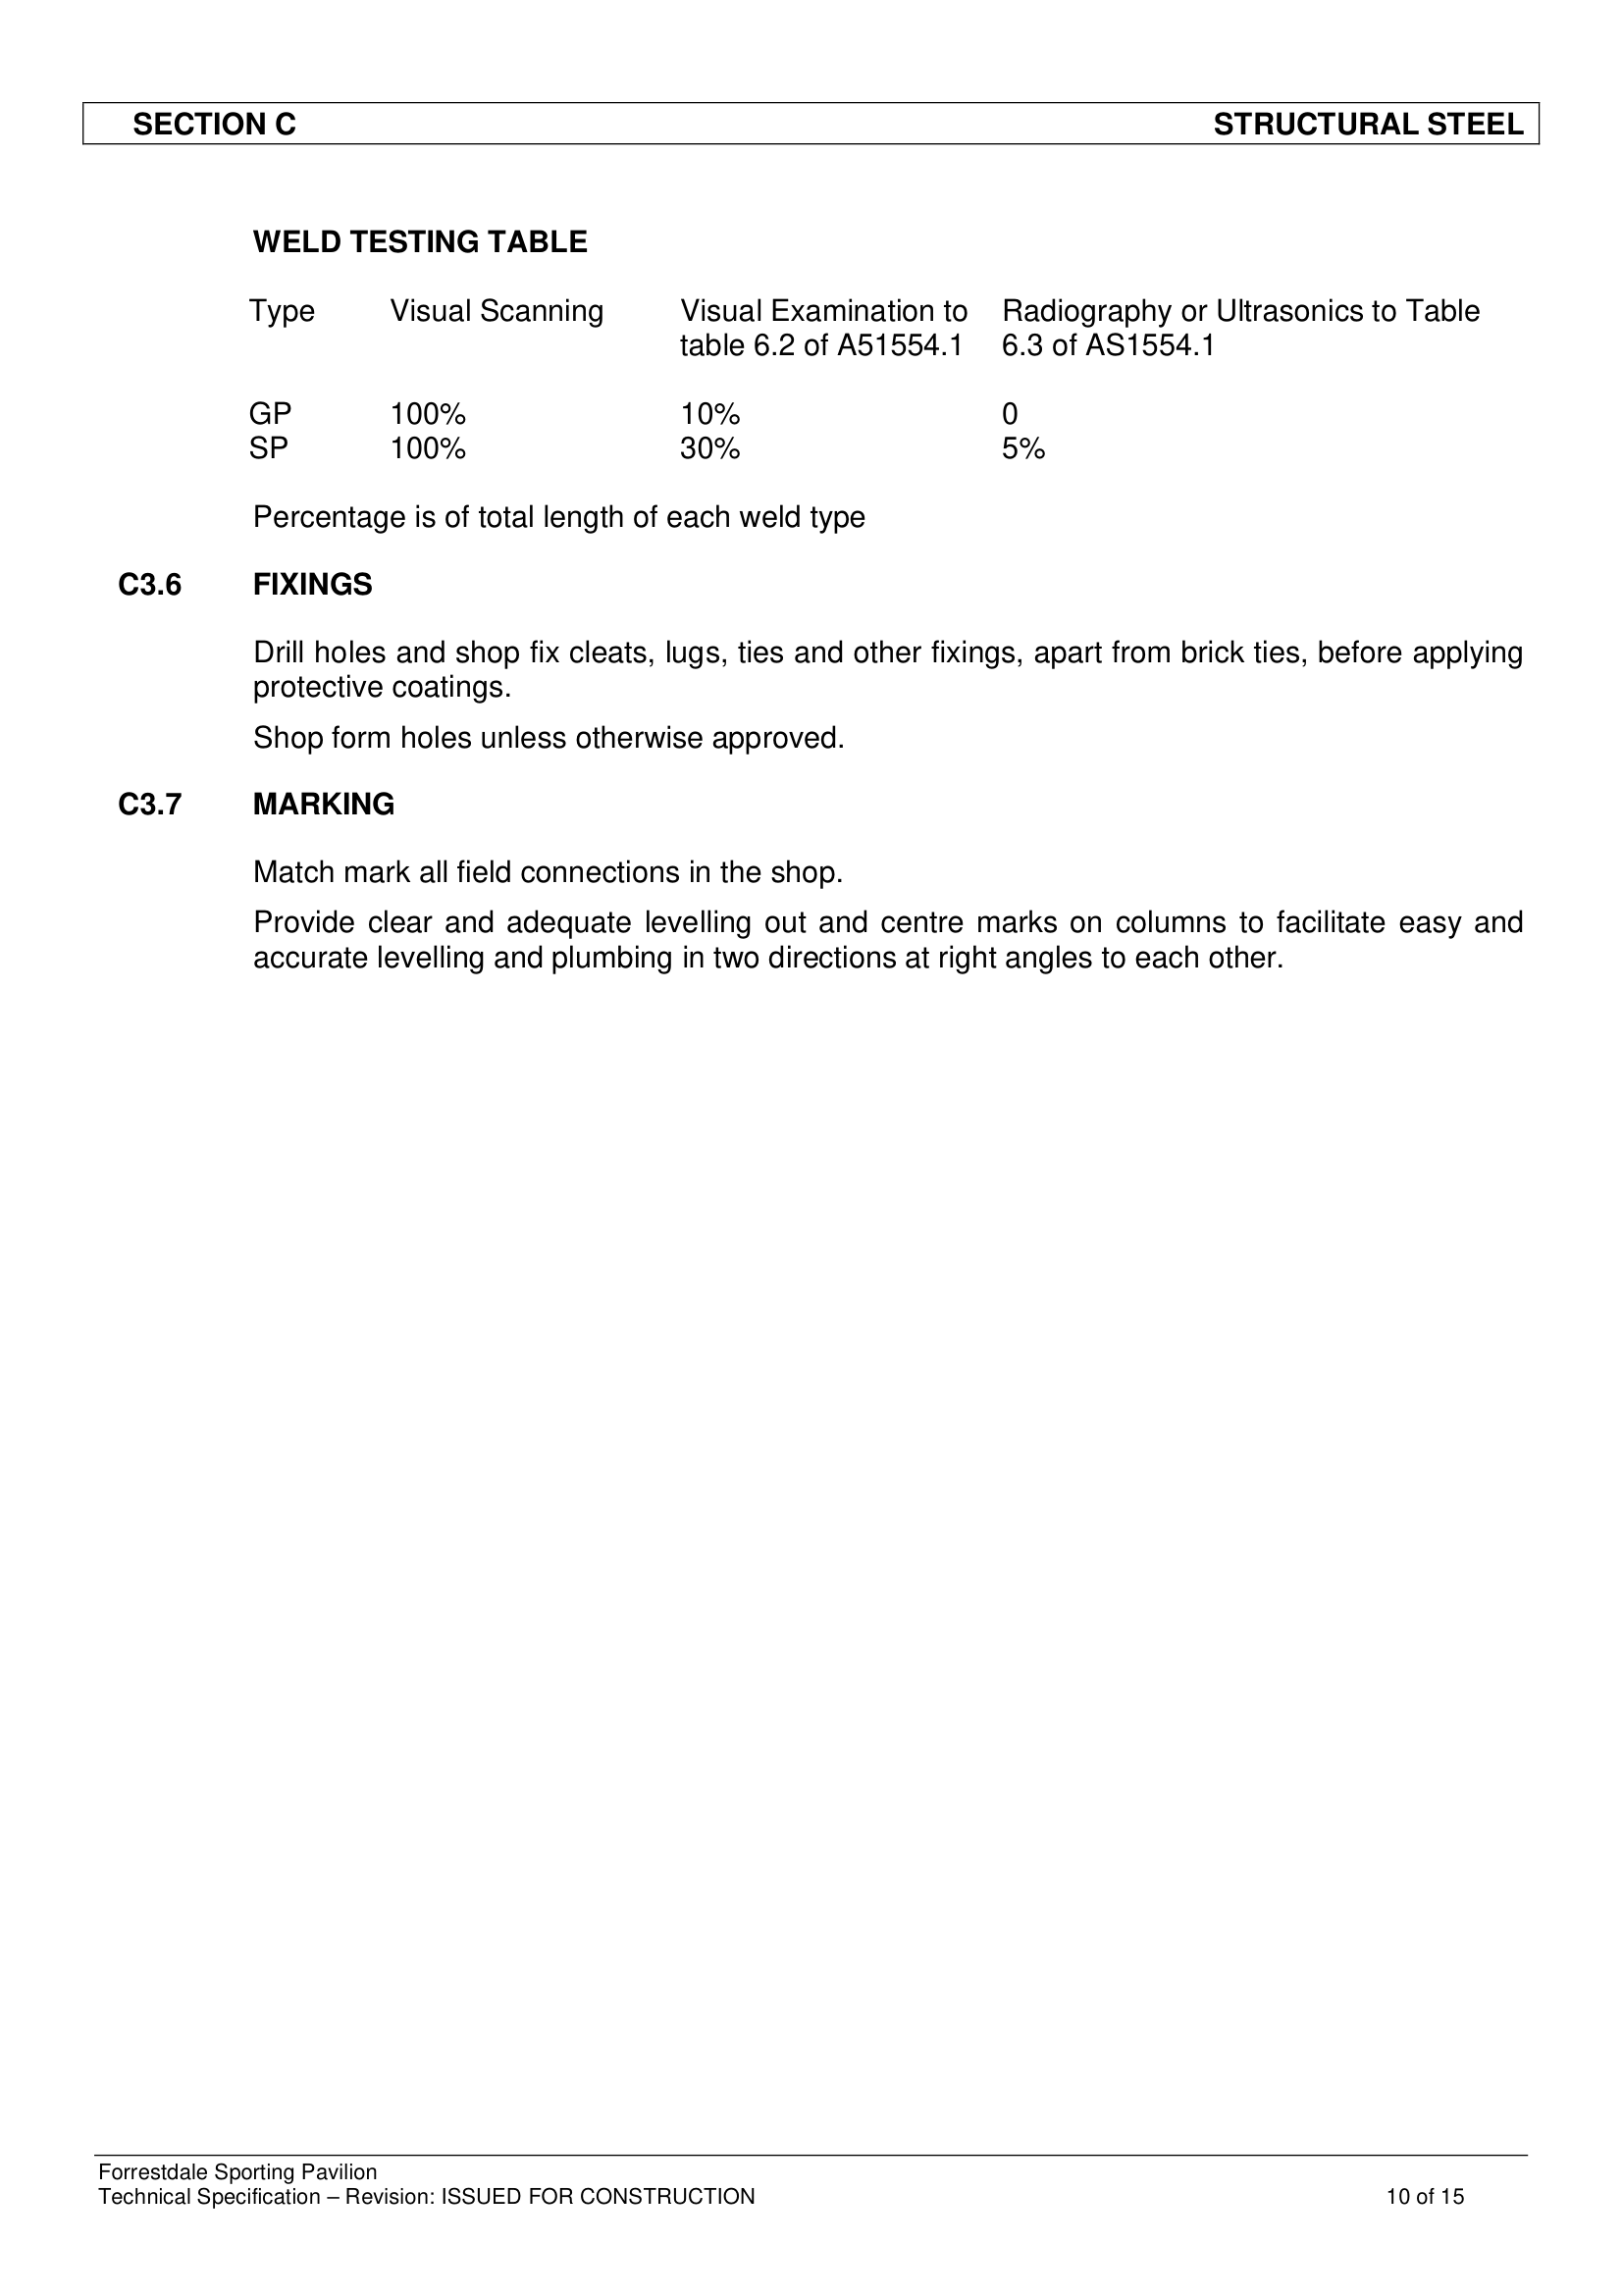 SECTION C STRUCTURAL STEEL
WELD TESTING TABLE
Type Visual Scanning Visual Examination to Radiography or Ultrasonics to Table
table 6.2 of A51554.1 6.3 of AS1554.1
GP 100% 10% 0
SP 100% 30% 5%
Percentage is of total length of each weld type
C3.6 FIXINGS
Drill holes and shop fix cleats, lugs, ties and other fixings, apart from brick ties, before applying
protective coatings.
Shop form holes unless otherwise approved.
C3.7 MARKING
Match mark all field connections in the shop.
Provide clear and adequate levelling out and centre marks on columns to facilitate easy and
accurate levelling and plumbing in two directions at right angles to each other.
Forrestdale Sporting Pavilion
Technical Specification – Revision: ISSUED FOR CONSTRUCTION 10 of 15